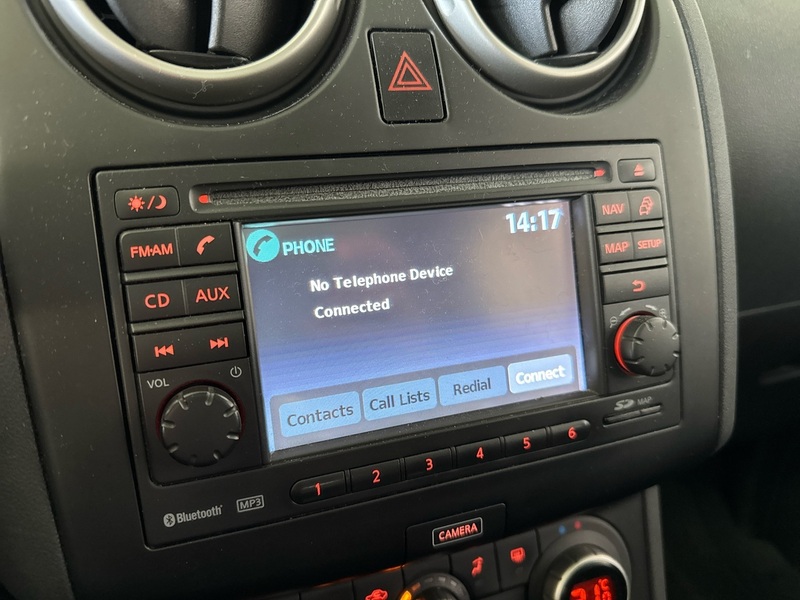 14:17
PHONE
No Telephone Device
Connected
Contacts
Call Lists
Redial
Connect
FM·AM
CD
AUX
VOL
NAV
MAP
SETUP
SD MAP
1 2 3 4 5 6
Bluetooth
MP3
CAMERA